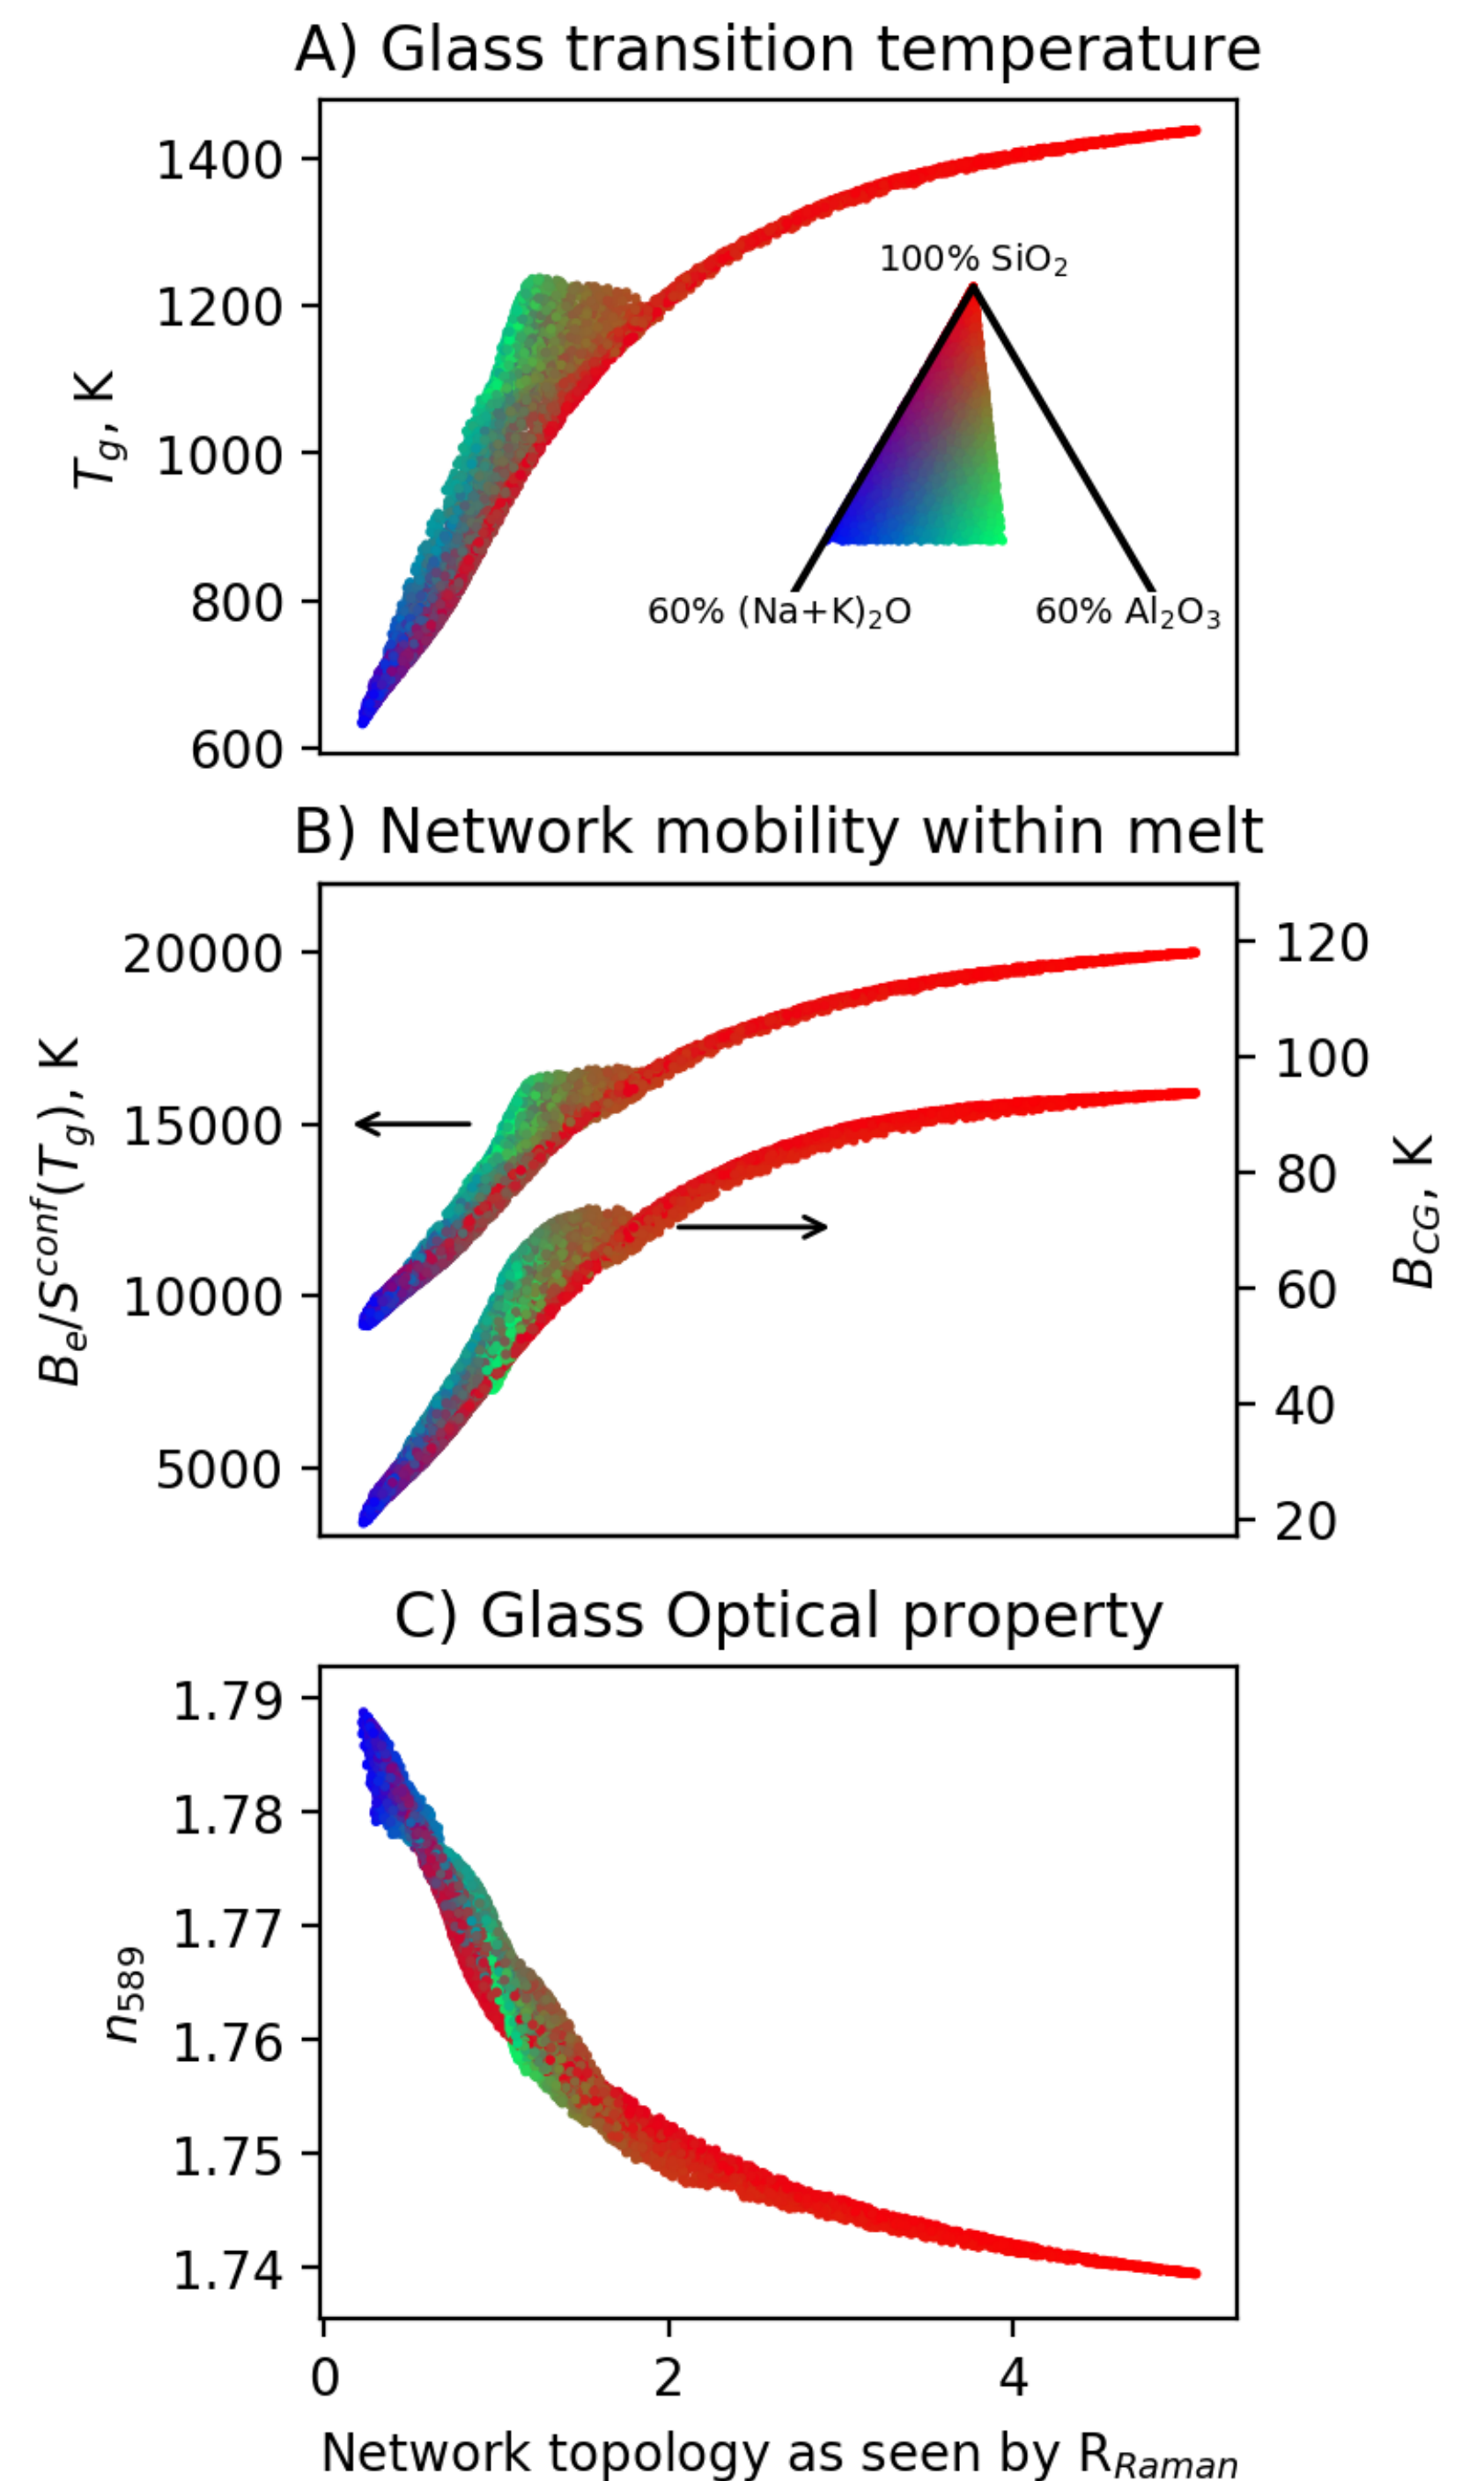 A) Glass transition temperature
1400
1200
1000
800
600
T_g, K
100% SiO₂
60% (Na+K)₂O
60% Al₂O₃
B) Network mobility within melt
20000
15000
10000
5000
B_e/S^conf(T_g), K
120
100
80
60
40
20
B_CG, K
C) Glass Optical property
1.79
1.78
1.77
1.76
1.75
1.74
n₅₈₉
0 2 4
Network topology as seen by R_Raman